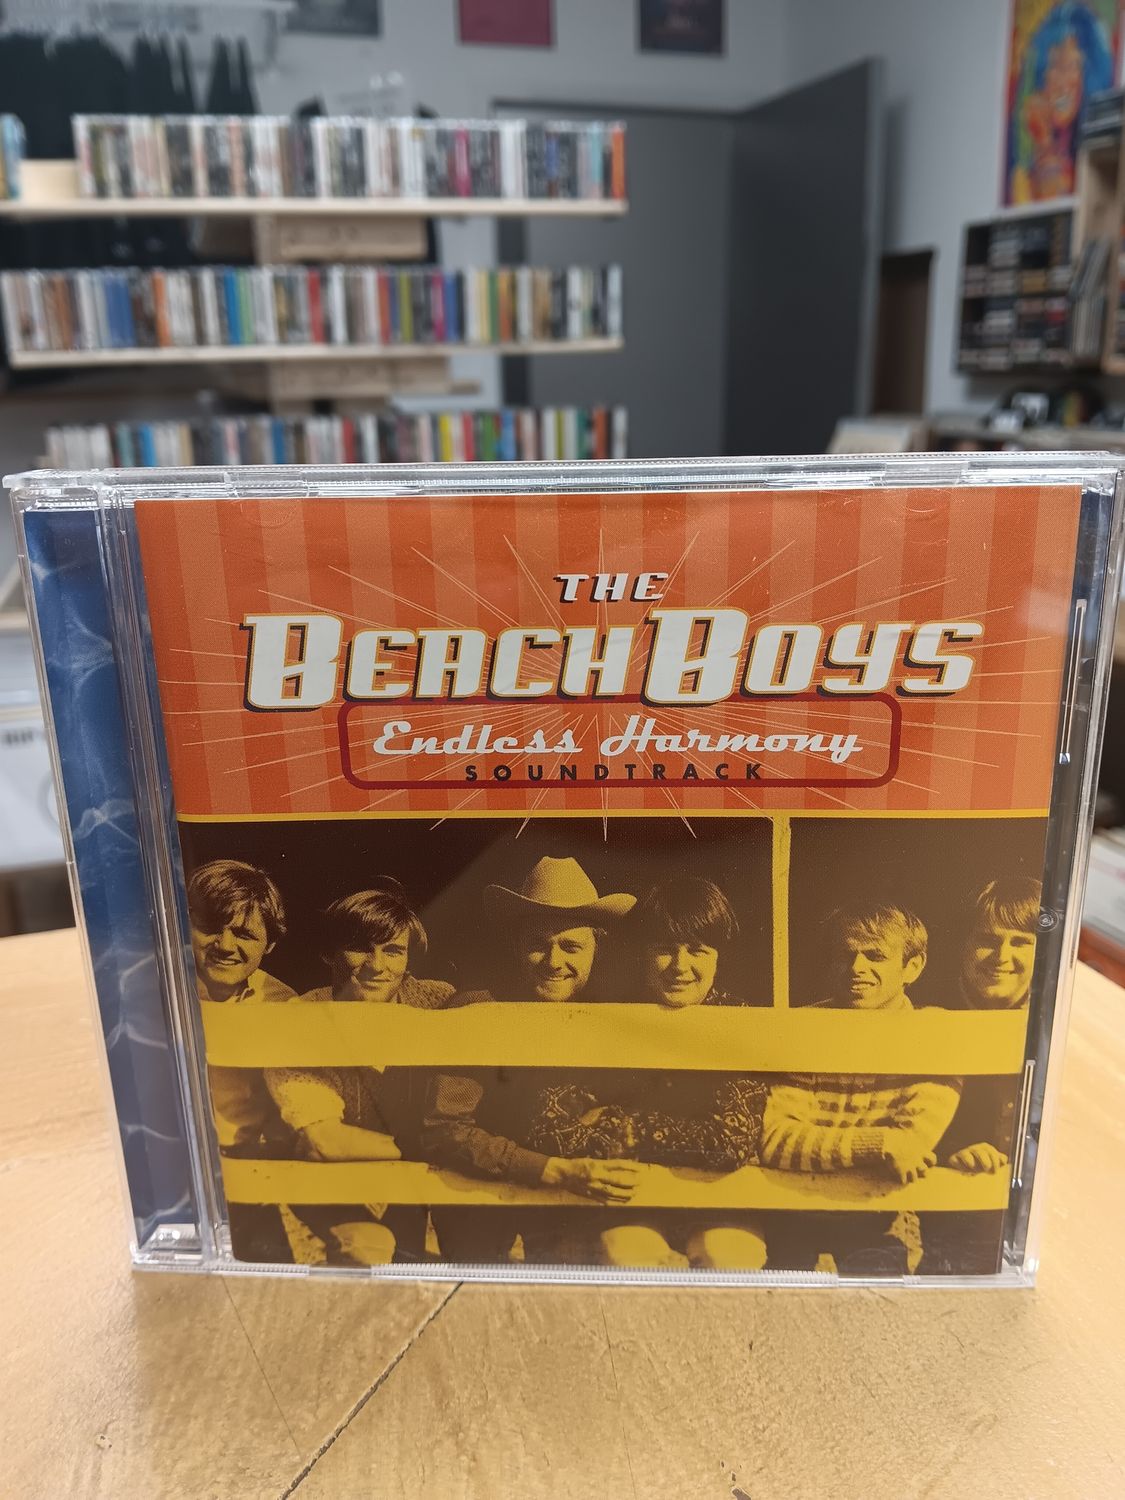 THE
BEACH BOYS
Endless Harmony
SOUNDTRACK